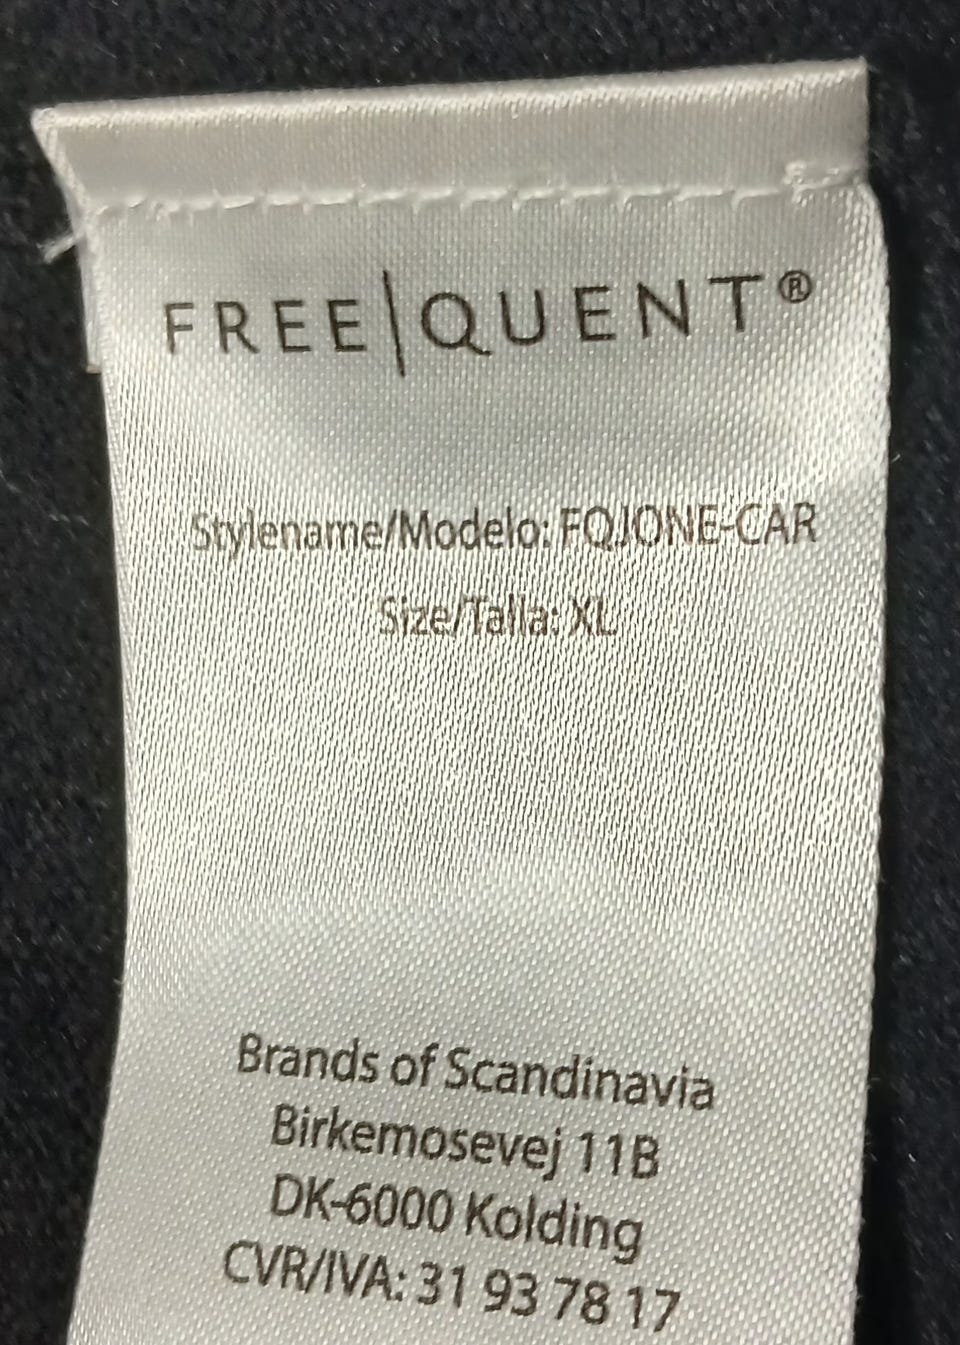 FREE|QUENT®
Stylename/Modelo: FQJONE-CAR
Size/Talla: XL
Brands of Scandinavia
Birkemosevej 11B
DK-6000 Kolding
CVR/IVA: 31 93 78 17